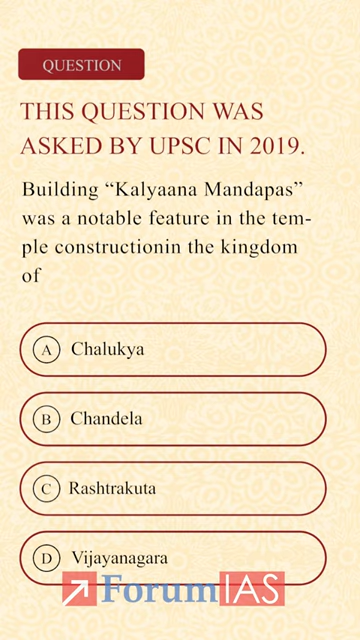 QUESTION
THIS QUESTION WAS
ASKED BY UPSC IN 2019.
Building “Kalyaana Mandapas”
was a notable feature in the tem-
ple constructionin the kingdom
of
A Chalukya
B Chandela
C Rashtrakuta
D Vijayanagara
ForumIAS